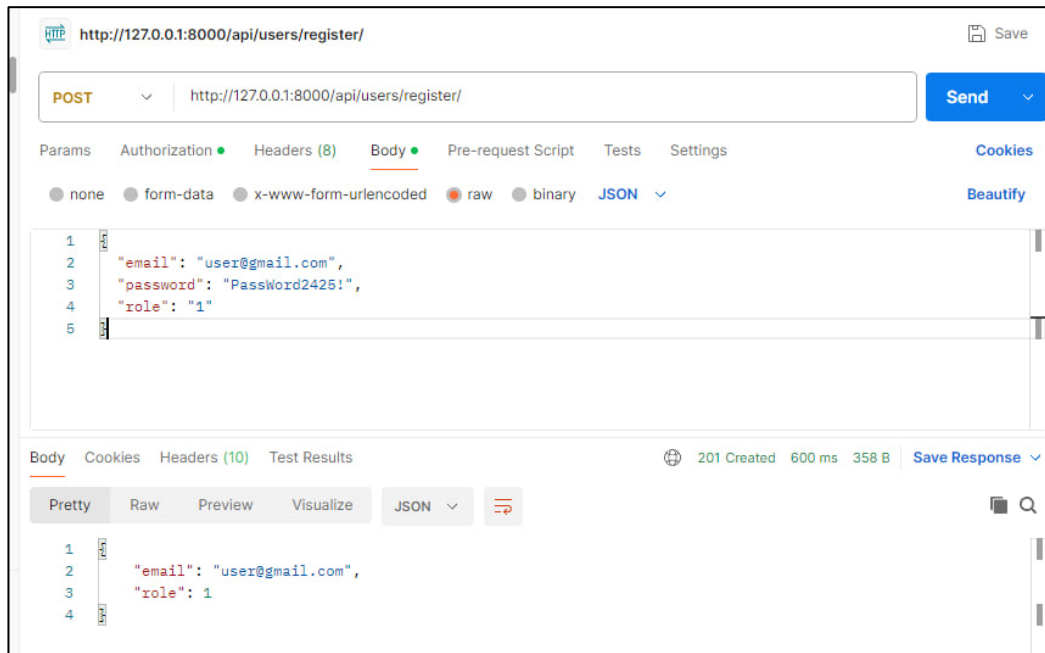 HTTP http://127.0.0.1:8000/api/users/register/ Save
POST http://127.0.0.1:8000/api/users/register/ Send
Params Authorization Headers (8) Body Pre-request Script Tests Settings Cookies
none form-data x-www-form-urlencoded raw binary JSON Beautify
1 {
2 "email": "user@gmail.com",
3 "password": "PassWord2425!",
4 "role": "1"
5 }
Body Cookies Headers (10) Test Results 201 Created 600 ms 358 B Save Response
Pretty Raw Preview Visualize JSON
1 {
2 "email": "user@gmail.com",
3 "role": 1
4 }